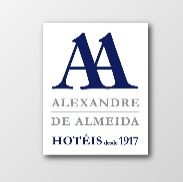 AA
ALEXANDRE
DE ALMEIDA
HOTÉIS desde 1917